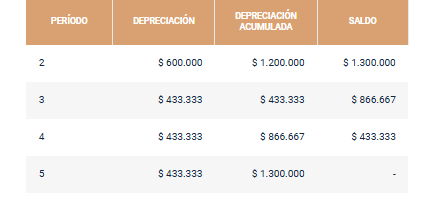 PERÍODO DEPRECIACIÓN DEPRECIACIÓN ACUMULADA SALDO
2 $ 600.000 $ 1.200.000 $ 1.300.000
3 $ 433.333 $ 433.333 $ 866.667
4 $ 433.333 $ 866.667 $ 433.333
5 $ 433.333 $ 1.300.000 -